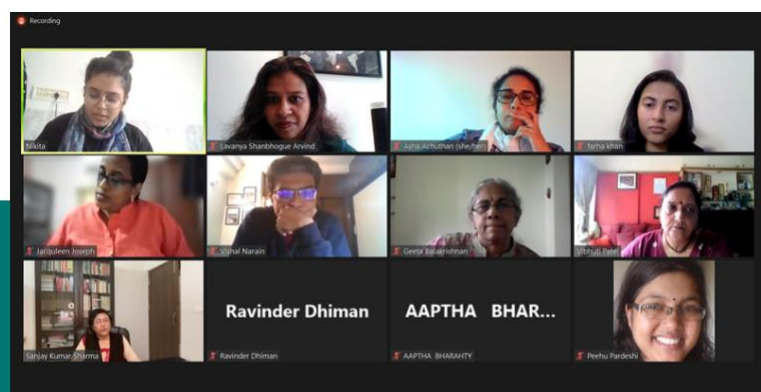 Recording
Nikita
Lavanya Shanbhogue Arvind
Asha Achuthan (she/her)
farha khan
Jacquleen Joseph
Vishal Narain
Geeta Balakrishnan
Vibhuti Patel
Sanjay Kumar Sharma
Ravinder Dhiman
Ravinder Dhiman
AAPTHA BHAR...
AAPTHA BHARAHTY
Peehu Pardeshi